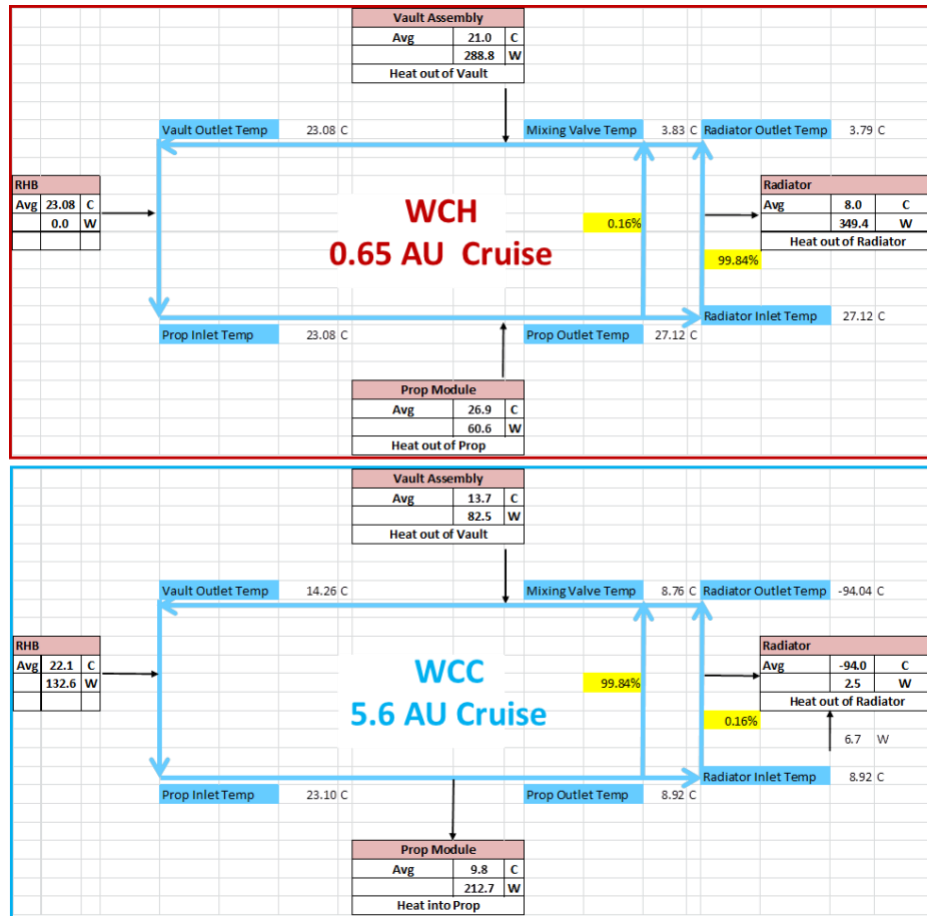 Vault Assembly
Avg 21.0 C
288.8 W
Heat out of Vault
Vault Outlet Temp 23.08 C Mixing Valve Temp 3.83 C Radiator Outlet Temp 3.79 C
RHB
Avg 23.08 C
0.0 W
WCH
0.65 AU Cruise
0.16%
99.84%
Radiator
Avg 8.0 C
349.4 W
Heat out of Radiator
Radiator Inlet Temp 27.12 C
Prop Inlet Temp 23.08 C Prop Outlet Temp 27.12 C
Prop Module
Avg 26.9 C
60.6 W
Heat out of Prop
Vault Assembly
Avg 13.7 C
82.5 W
Heat out of Vault
Vault Outlet Temp 14.26 C Mixing Valve Temp 8.76 C Radiator Outlet Temp -94.04 C
RHB
Avg 22.1 C
132.6 W
WCC
5.6 AU Cruise
99.84%
0.16%
Radiator
Avg -94.0 C
2.5 W
Heat out of Radiator
6.7 W
Radiator Inlet Temp 8.92 C
Prop Inlet Temp 23.10 C Prop Outlet Temp 8.92 C
Prop Module
Avg 9.8 C
212.7 W
Heat into Prop